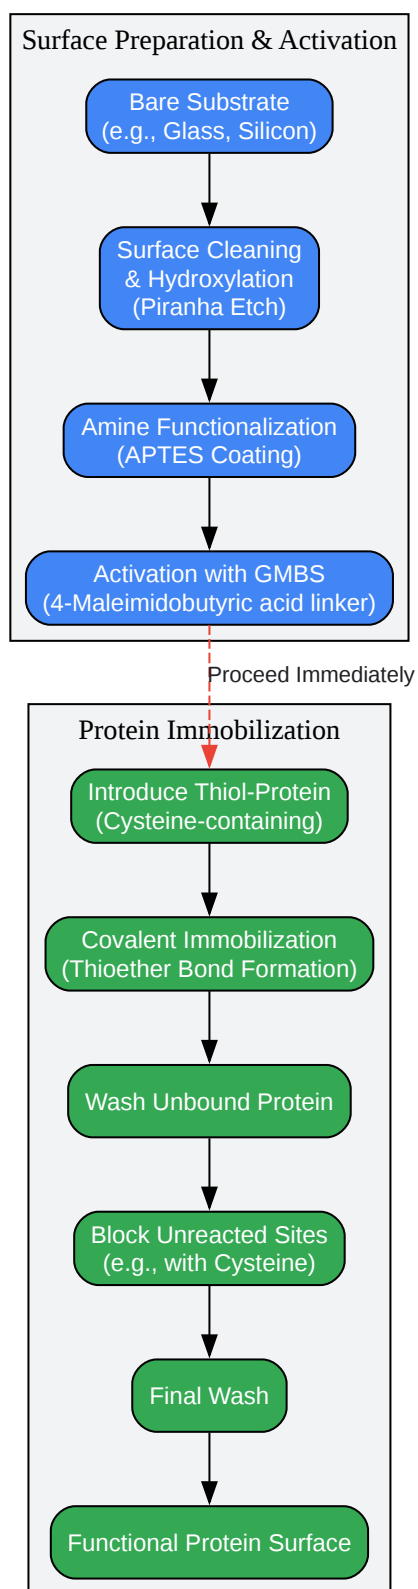 Surface Preparation & Activation
Bare Substrate
(e.g., Glass, Silicon)
Surface Cleaning
& Hydroxylation
(Piranha Etch)
Amine Functionalization
(APTES Coating)
Activation with GMBS
(4-Maleimidobutyric acid linker)
Proceed Immediately
Protein Immobilization
Introduce Thiol-Protein
(Cysteine-containing)
Covalent Immobilization
(Thioether Bond Formation)
Wash Unbound Protein
Block Unreacted Sites
(e.g., with Cysteine)
Final Wash
Functional Protein Surface